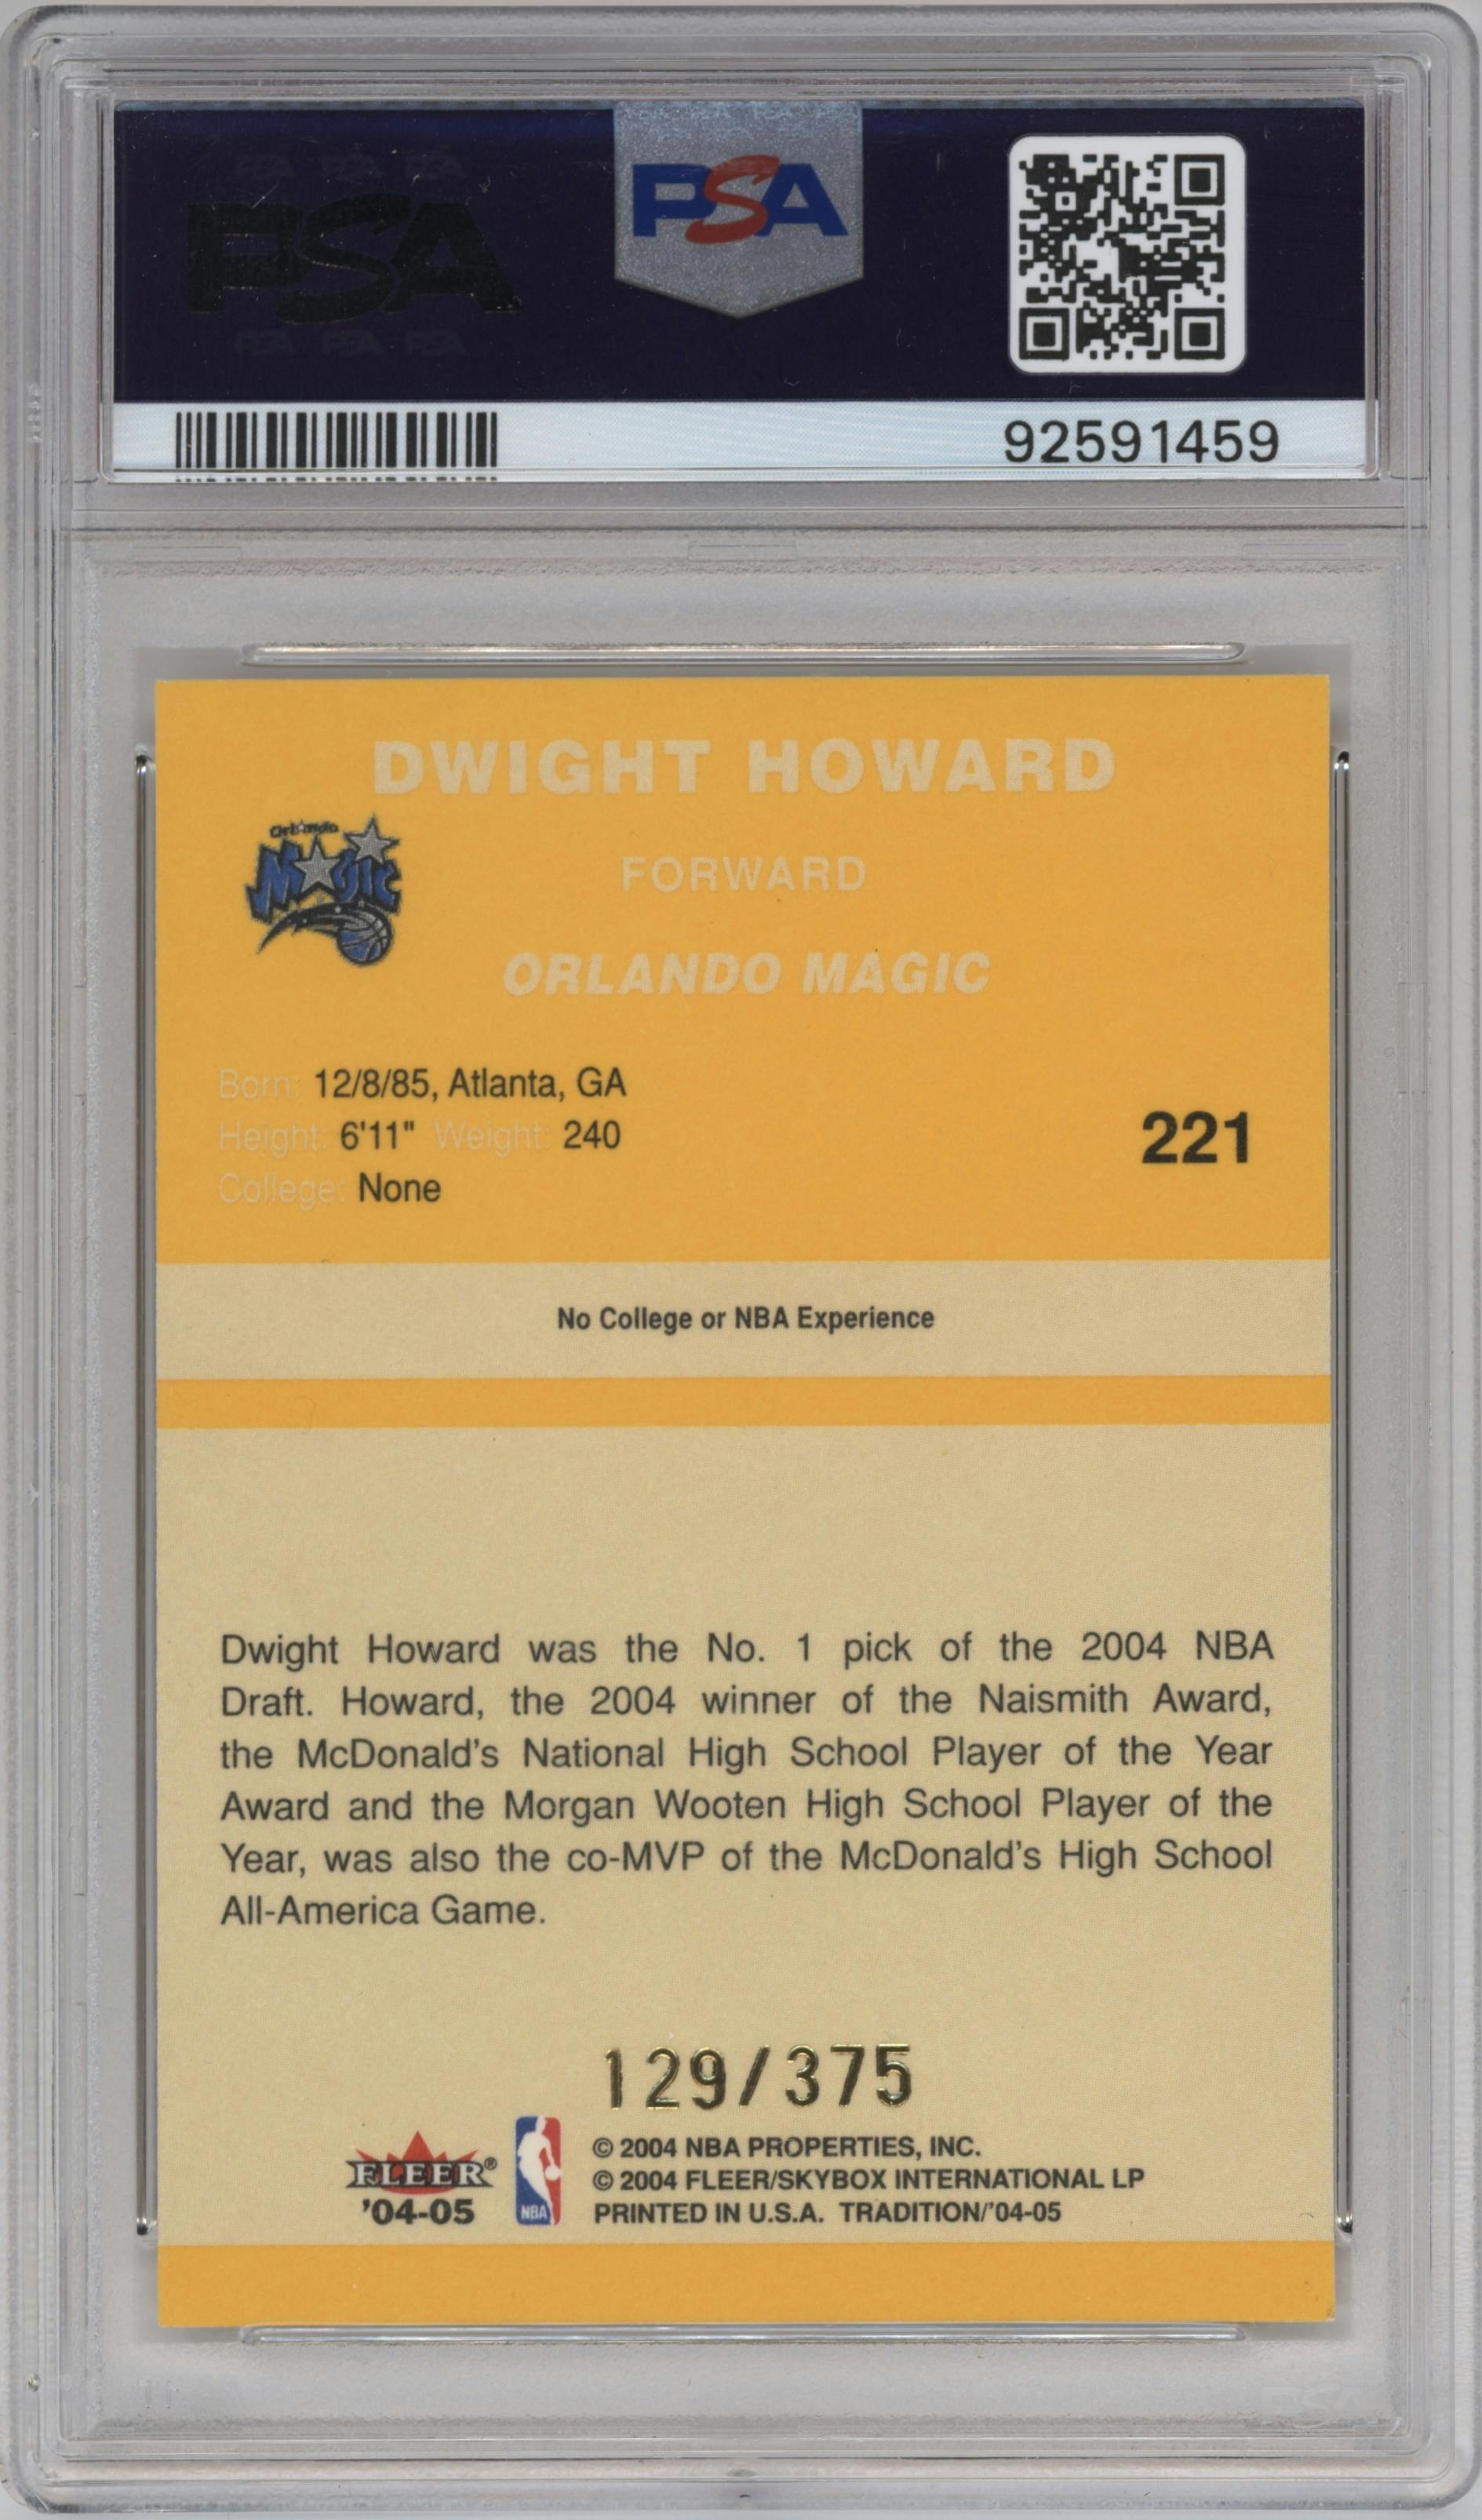 PSA
PSA
92591459
DWIGHT HOWARD
Orlando
Magic
FORWARD
ORLANDO MAGIC
Born: 12/8/85, Atlanta, GA
Height: 6'11" Weight: 240
College: None
221
No College or NBA Experience
Dwight Howard was the No. 1 pick of the 2004 NBA
Draft. Howard, the 2004 winner of the Naismith Award,
the McDonald's National High School Player of the Year
Award and the Morgan Wooten High School Player of the
Year, was also the co-MVP of the McDonald's High School
All-America Game.
129/375
FLEER®
'04-05
NBA
© 2004 NBA PROPERTIES, INC.
© 2004 FLEER/SKYBOX INTERNATIONAL LP
PRINTED IN U.S.A. TRADITION/'04-05